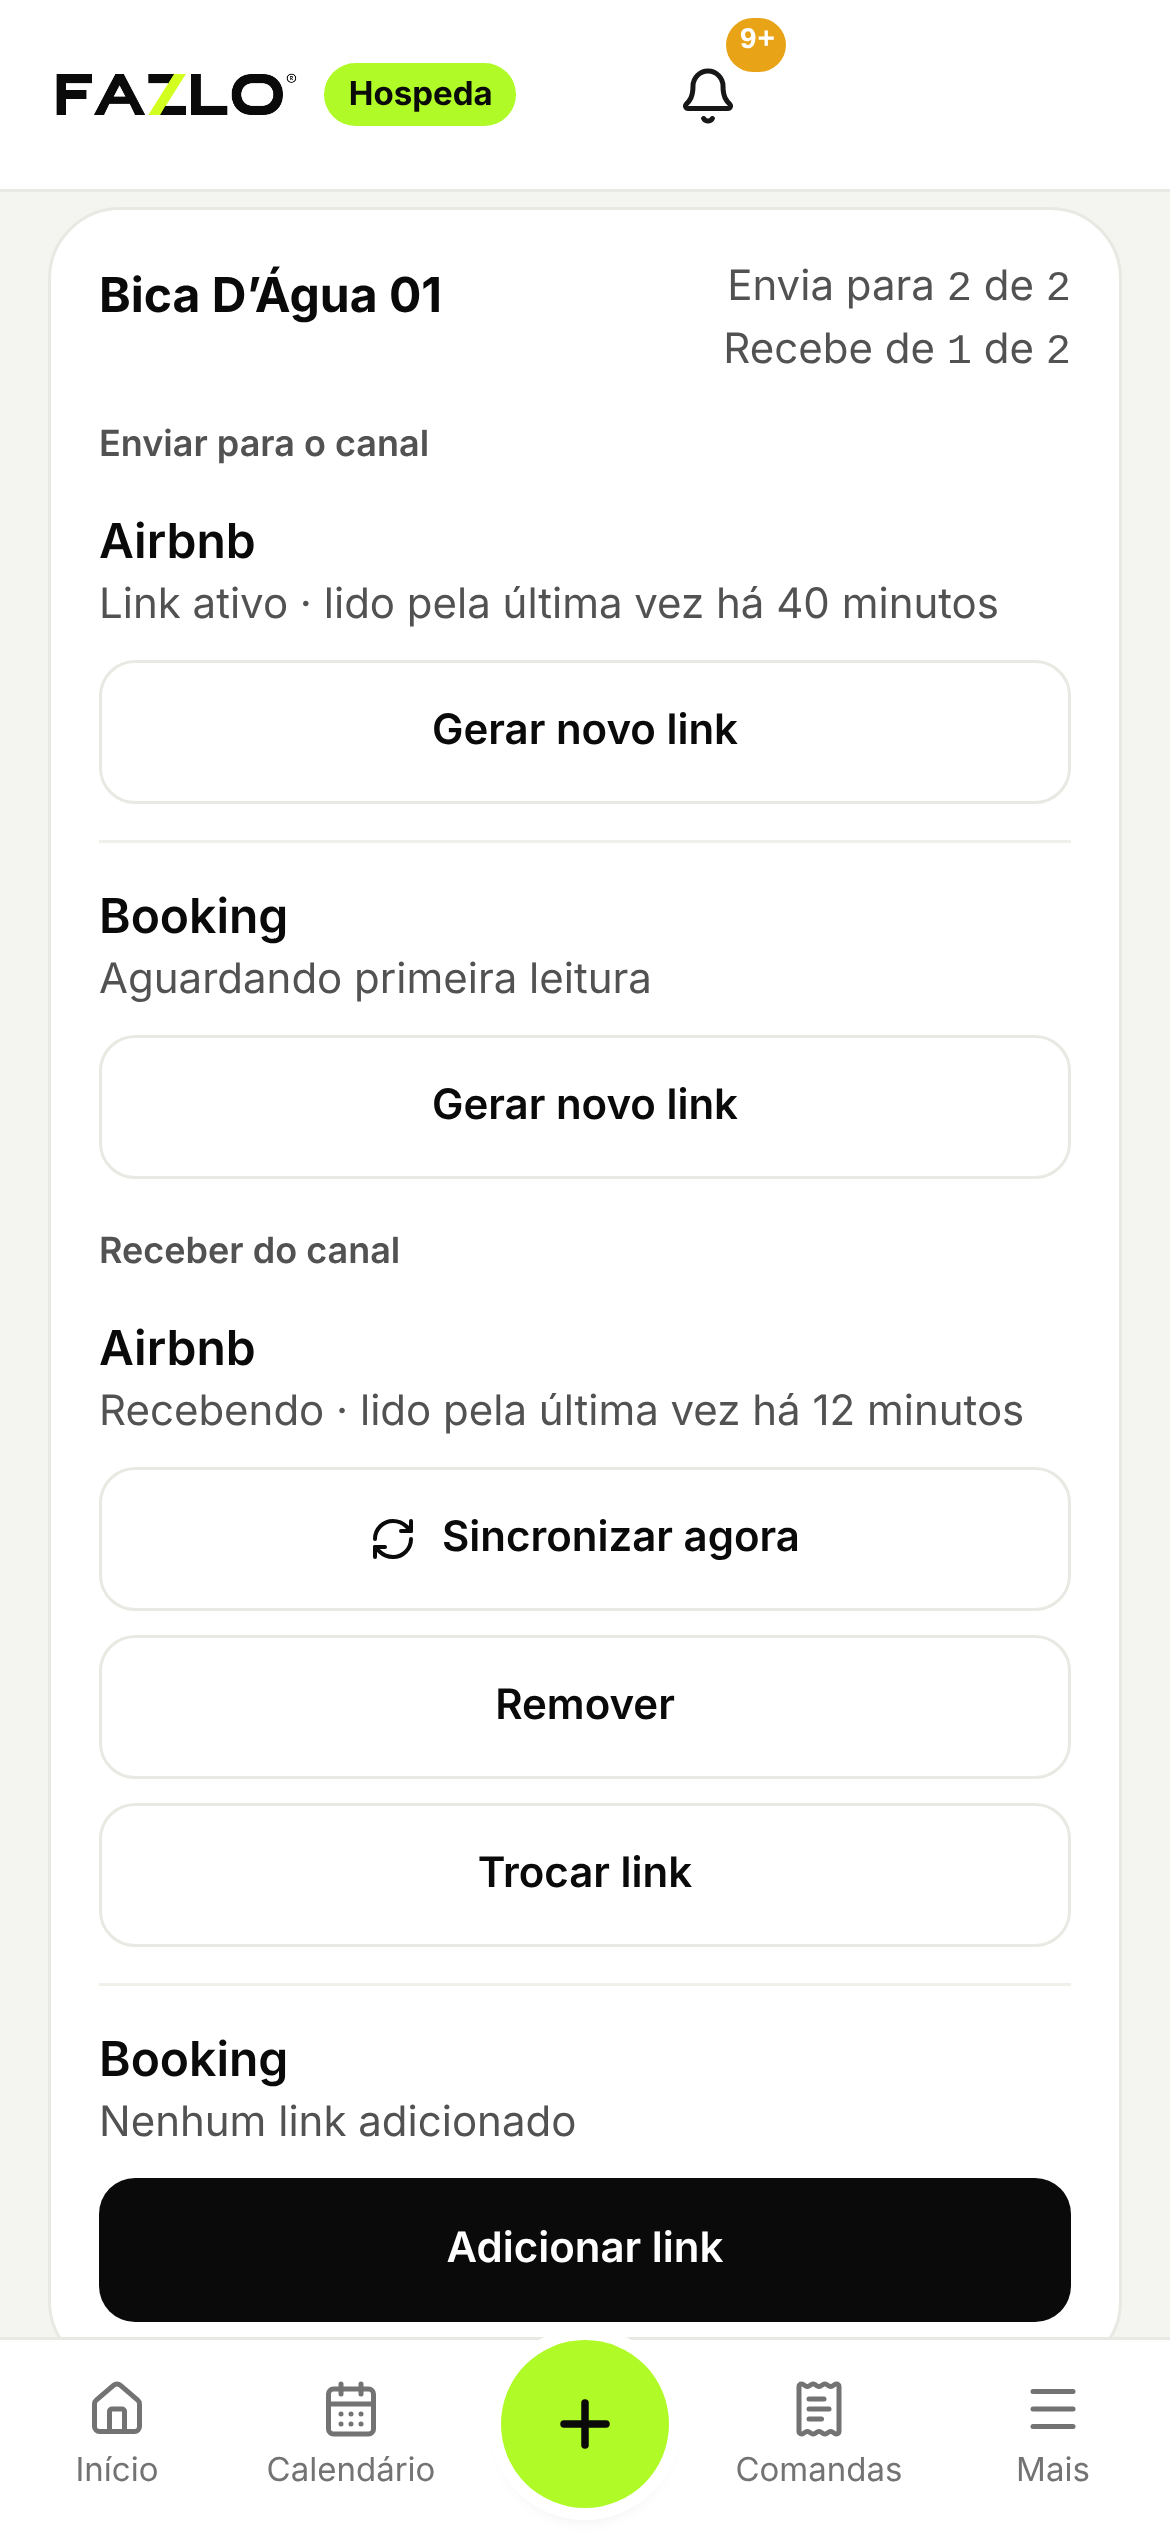 FAZLO®
Hospeda
9+
Bica D’Água 01
Envia para 2 de 2
Recebe de 1 de 2
Enviar para o canal
Airbnb
Link ativo · lido pela última vez há 40 minutos
Gerar novo link
Booking
Aguardando primeira leitura
Gerar novo link
Receber do canal
Airbnb
Recebendo · lido pela última vez há 12 minutos
Sincronizar agora
Remover
Trocar link
Booking
Nenhum link adicionado
Adicionar link
Início
Calendário
Comandas
Mais